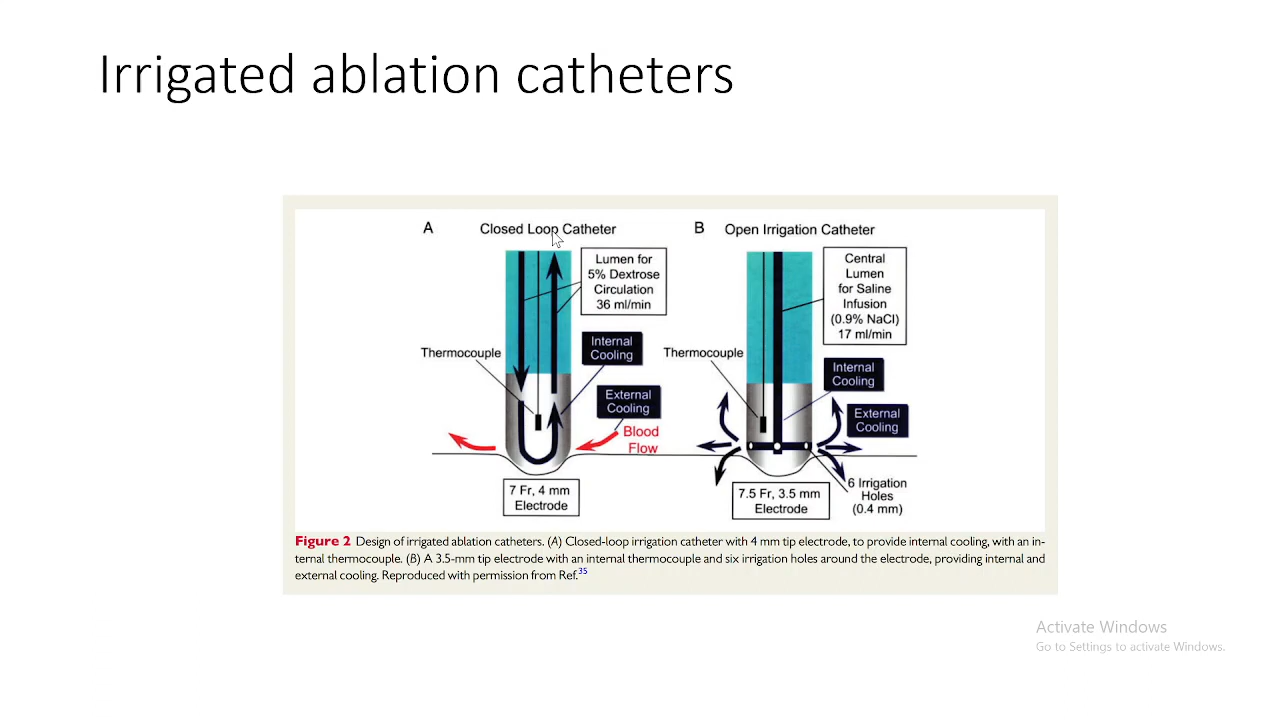 Irrigated ablation catheters
A
Closed Loop Catheter
Lumen for
5% Dextrose
Circulation
36 ml/min
Thermocouple
Internal
Cooling
External
Cooling
Blood
Flow
7 Fr, 4 mm
Electrode
B
Open Irrigation Catheter
Central
Lumen
for Saline
Infusion
(0.9% NaCl)
17 ml/min
Thermocouple
Internal
Cooling
External
Cooling
6 Irrigation
Holes
(0.4 mm)
7.5 Fr, 3.5 mm
Electrode
Figure 2 Design of irrigated ablation catheters. (A) Closed-loop irrigation catheter with 4 mm tip electrode, to provide internal cooling, with an in-
ternal thermocouple. (B) A 3.5-mm tip electrode with an internal thermocouple and six irrigation holes around the electrode, providing internal and
external cooling. Reproduced with permission from Ref.35
Activate Windows
Go to Settings to activate Windows.